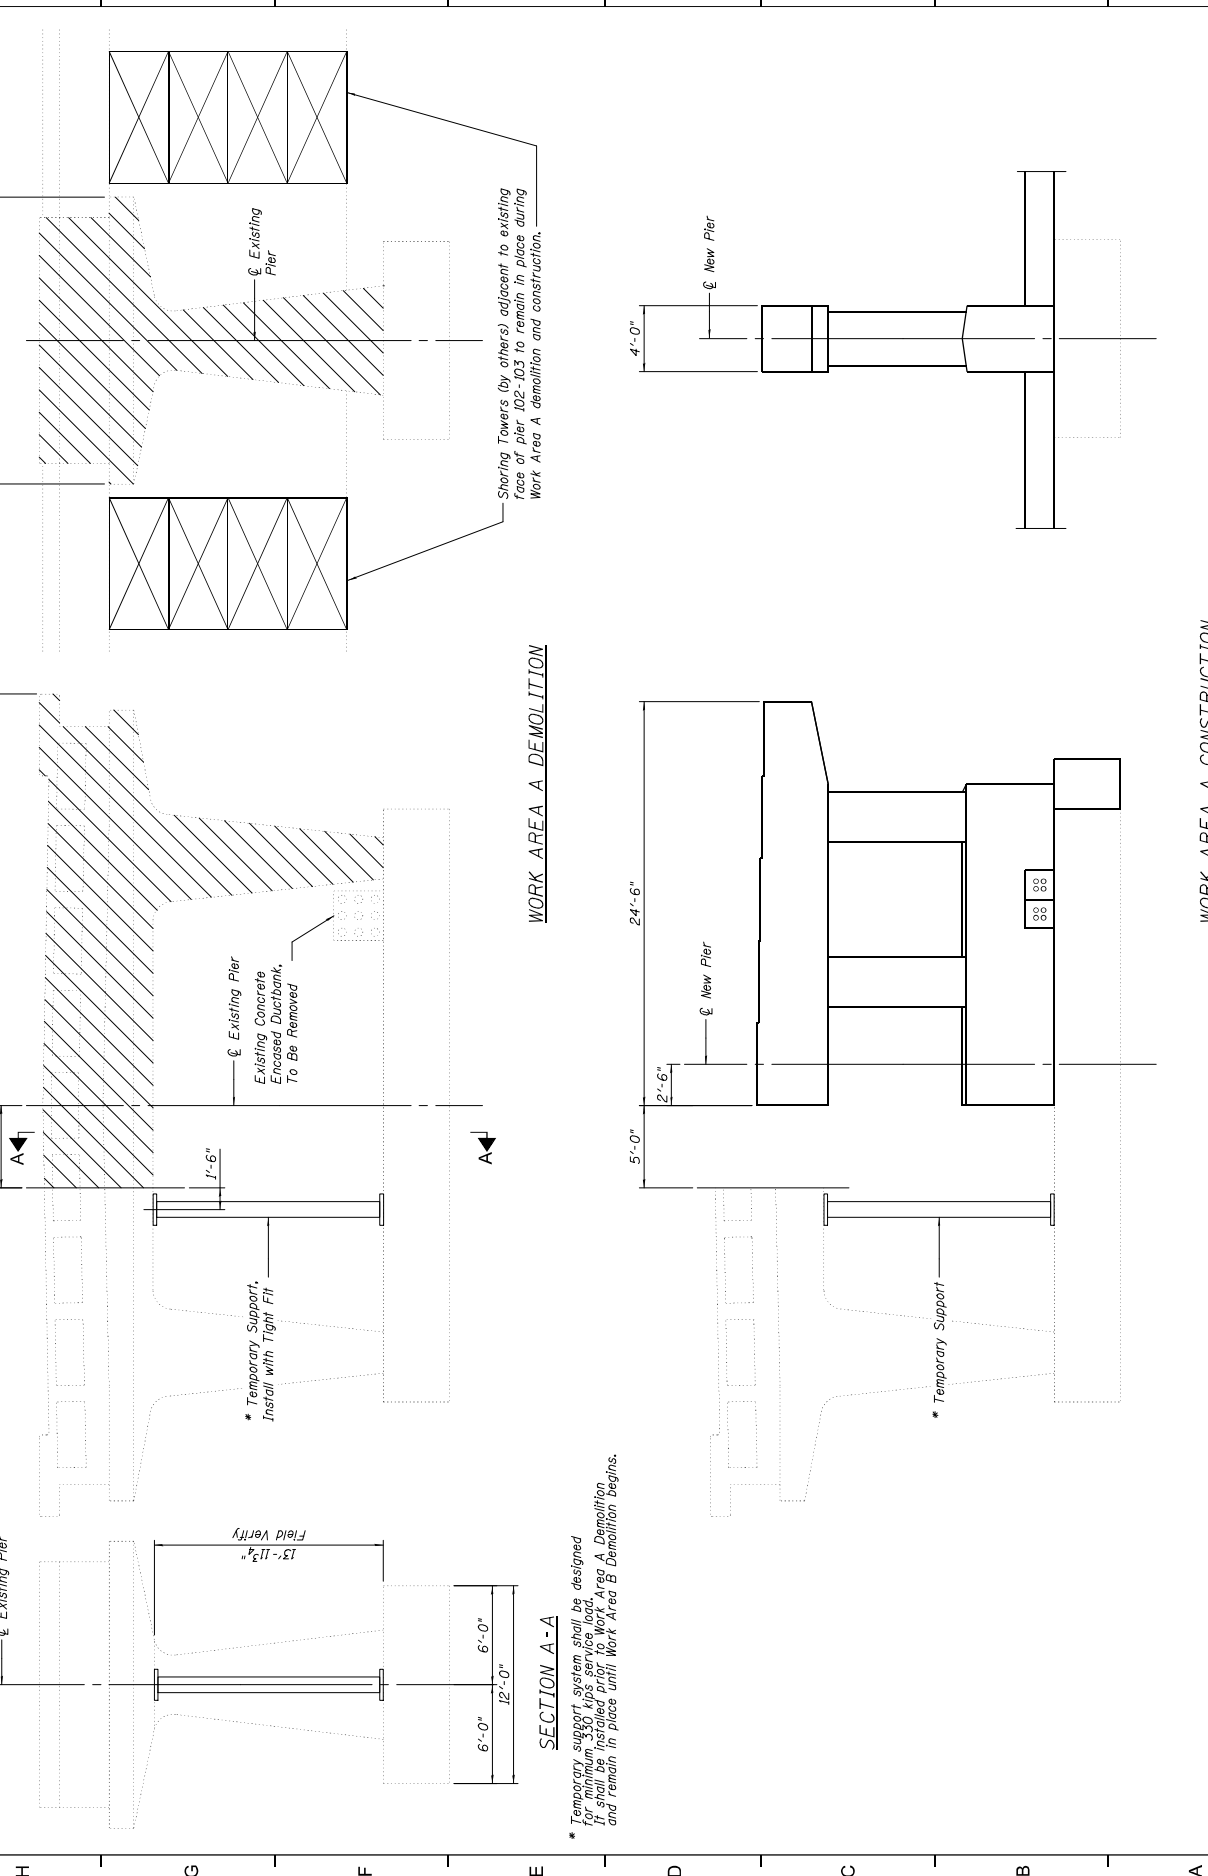 ℄ Existing Pier
13'-11¾"
Field Verify
6'-0"
6'-0"
12'-0"
SECTION A-A
* Temporary support system shall be designed
for minimum 330 kips service load.
It shall be installed prior to Work Area A Demolition
and remain in place until Work Area B Demolition begins.
A
A
1'-6"
* Temporary Support.
Install with Tight Fit
℄ Existing Pier
Existing Concrete
Encased Ductbank.
To Be Removed
WORK AREA A DEMOLITION
℄ Existing
Pier
Shoring Towers (by others) adjacent to existing
face of pier 102-103 to remain in place during
Work Area A demolition and construction.
5'-0"
2'-6"
24'-6"
℄ New Pier
* Temporary Support
4'-0"
℄ New Pier
WORK AREA A CONSTRUCTION
H
G
F
E
D
C
B
A